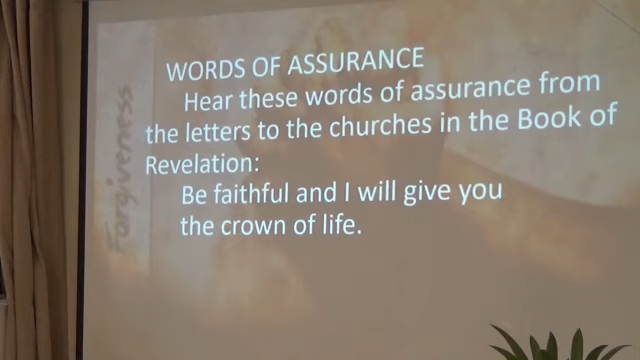 WORDS OF ASSURANCE
Hear these words of assurance from
the letters to the churches in the Book of
Revelation:
Be faithful and I will give you
the crown of life.
Forgiveness